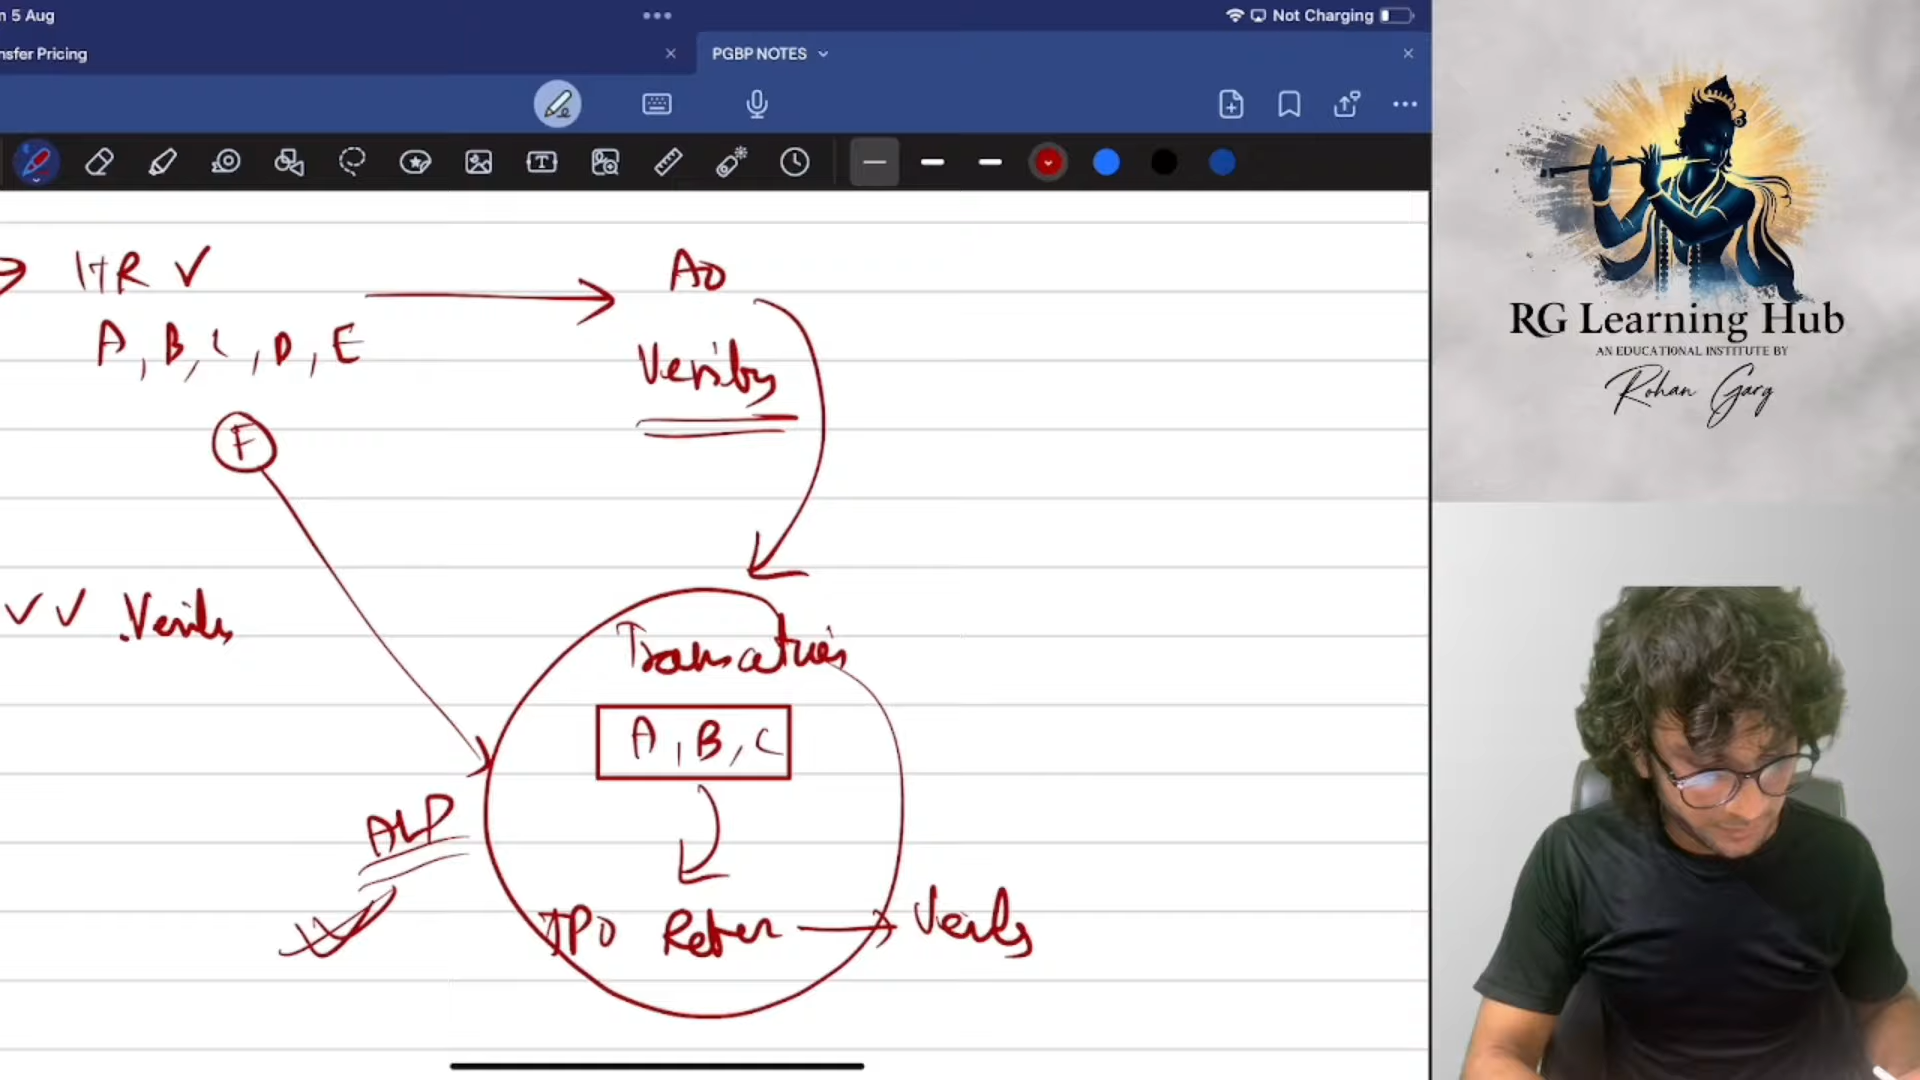 n 5 Aug
Not Charging
nsfer Pricing
PGBP NOTES
ITR ✓
A, B, C, D, E
AO
Verify
F
✓✓ Verify
Transactions
A, B, C
ALP
TPO Refer → Verify
RG Learning Hub
AN EDUCATIONAL INSTITUTE BY
Rohan Garg